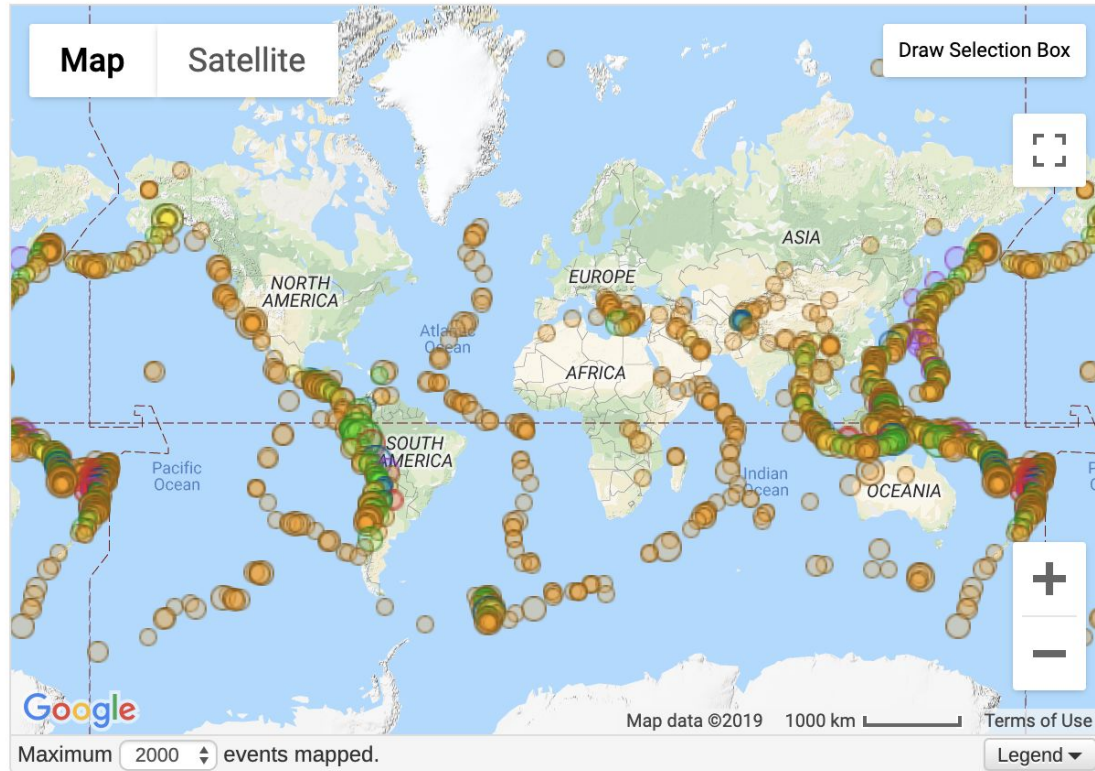 Map
Satellite
Draw Selection Box
ASIA
EUROPE
NORTH
AMERICA
Atlantic
Ocean
AFRICA
SOUTH
AMERICA
Pacific
Ocean
Indian
Ocean
OCEANIA
P
+
−
Google
Map data ©2019
1000 km
Terms of Use
Maximum 2000 events mapped.
Legend